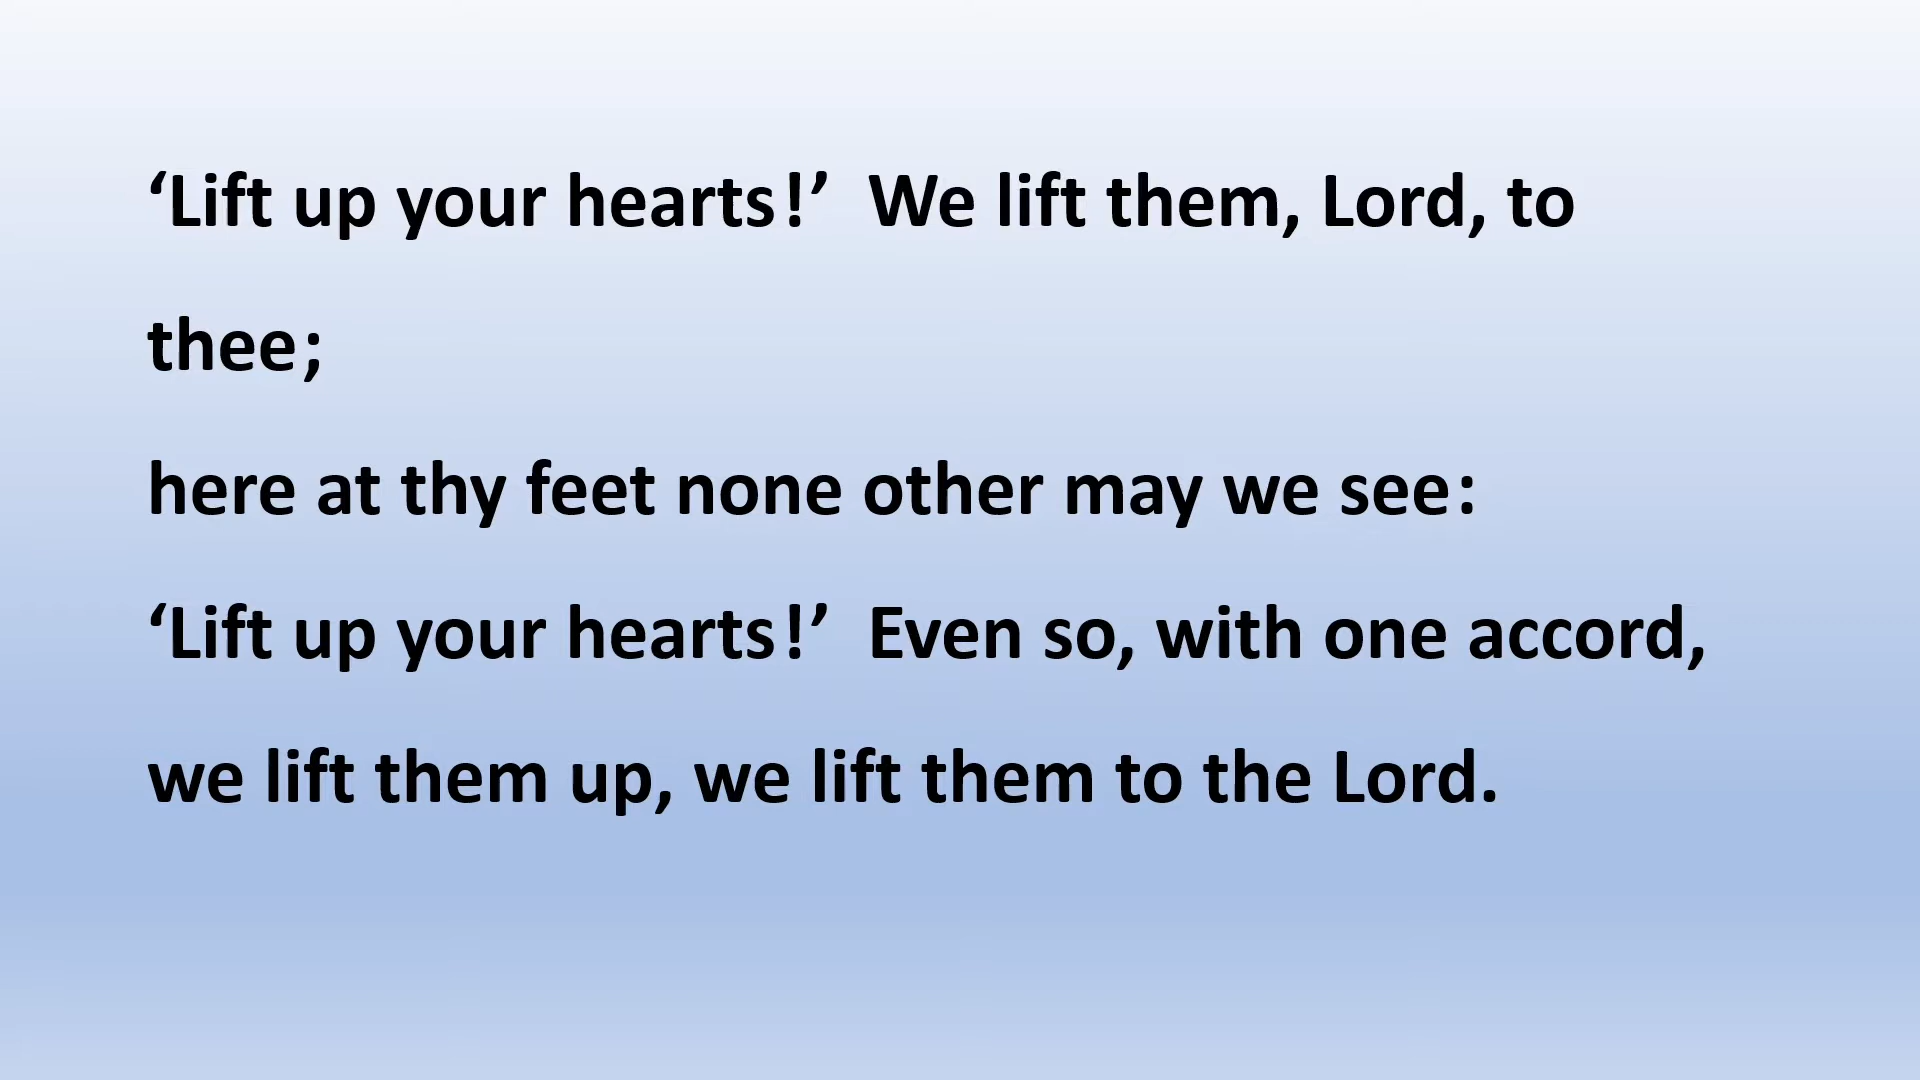 ‘Lift up your hearts!’  We lift them, Lord, to
thee;
here at thy feet none other may we see:
‘Lift up your hearts!’  Even so, with one accord,
we lift them up, we lift them to the Lord.